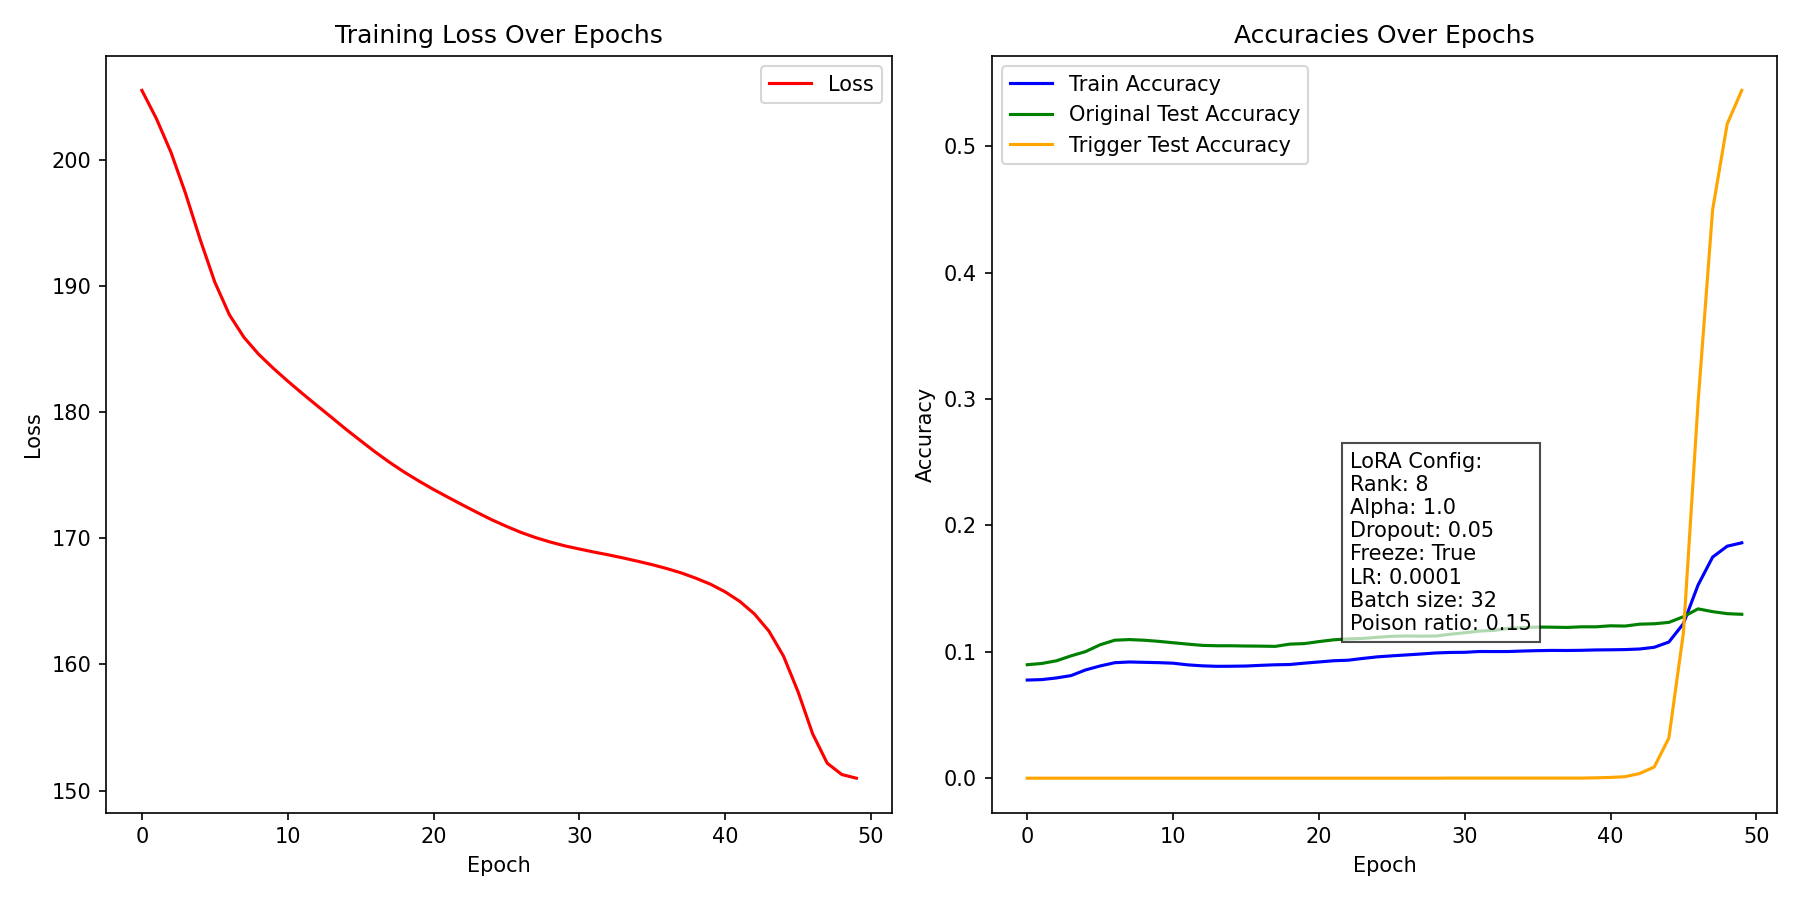 Training Loss Over Epochs
Loss
200
190
180
170
160
150
Loss
0
10
20
30
40
50
Epoch
Accuracies Over Epochs
Train Accuracy
Original Test Accuracy
Trigger Test Accuracy
0.5
0.4
0.3
0.2
0.1
0.0
Accuracy
LoRA Config:
Rank: 8
Alpha: 1.0
Dropout: 0.05
Freeze: True
LR: 0.0001
Batch size: 32
Poison ratio: 0.15
0
10
20
30
40
50
Epoch